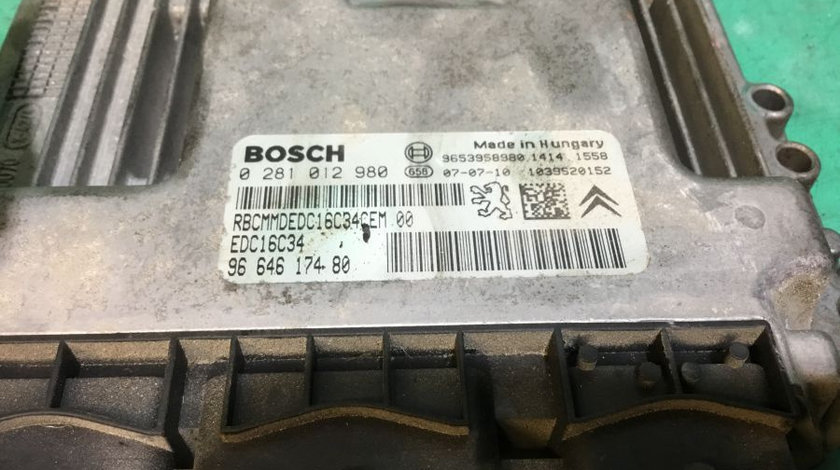 BOSCH
Made in Hungary
9653958980.1414 1558
0 281 012 980
656 07-07-10 1039520152
RBCMMDEDC16C34CEM 00
EDC16C34
96 646 174 80